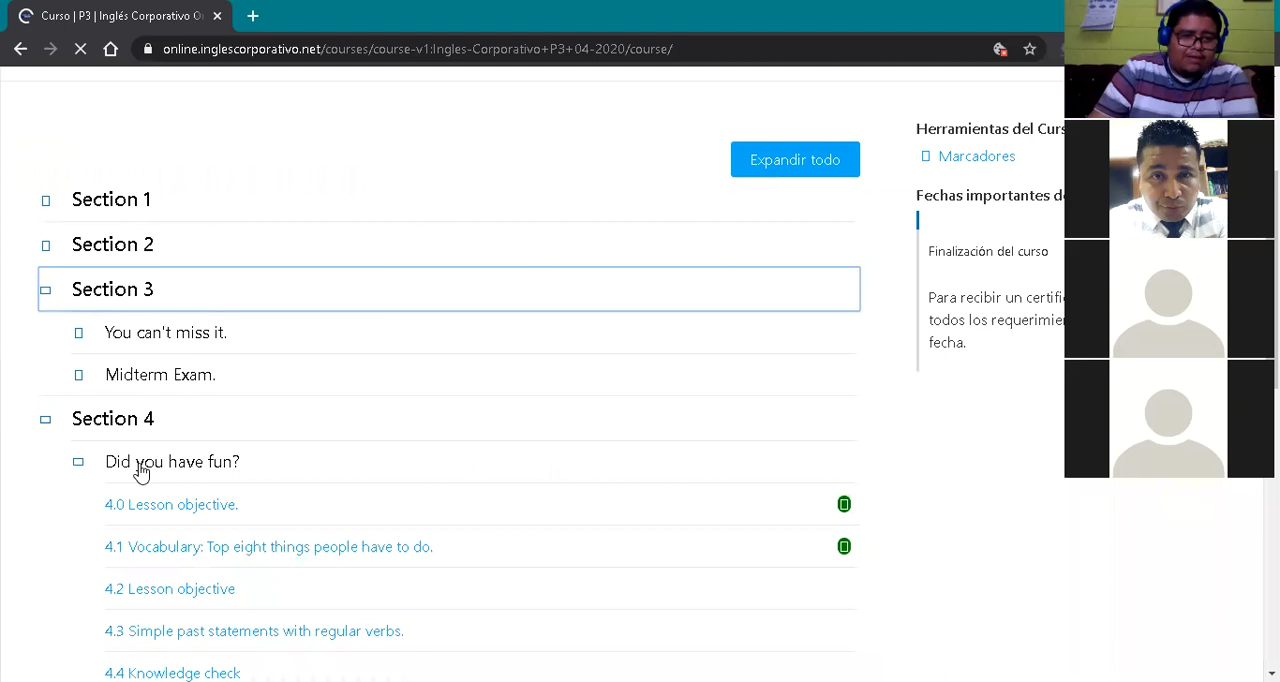 Curso | P3 | Inglés Corporativo O
online.inglescorporativo.net/courses/course-v1:Ingles-Corporativo+P3+04-2020/course/
Expandir todo
Section 1
Section 2
Section 3
You can't miss it.
Midterm Exam.
Section 4
Did you have fun?
4.0 Lesson objective.
4.1 Vocabulary: Top eight things people have to do.
4.2 Lesson objective
4.3 Simple past statements with regular verbs.
4.4 Knowledge check
Herramientas del Curs
Marcadores
Fechas importantes de
Finalización del curso
Para recibir un certifi
todos los requerimie
fecha.